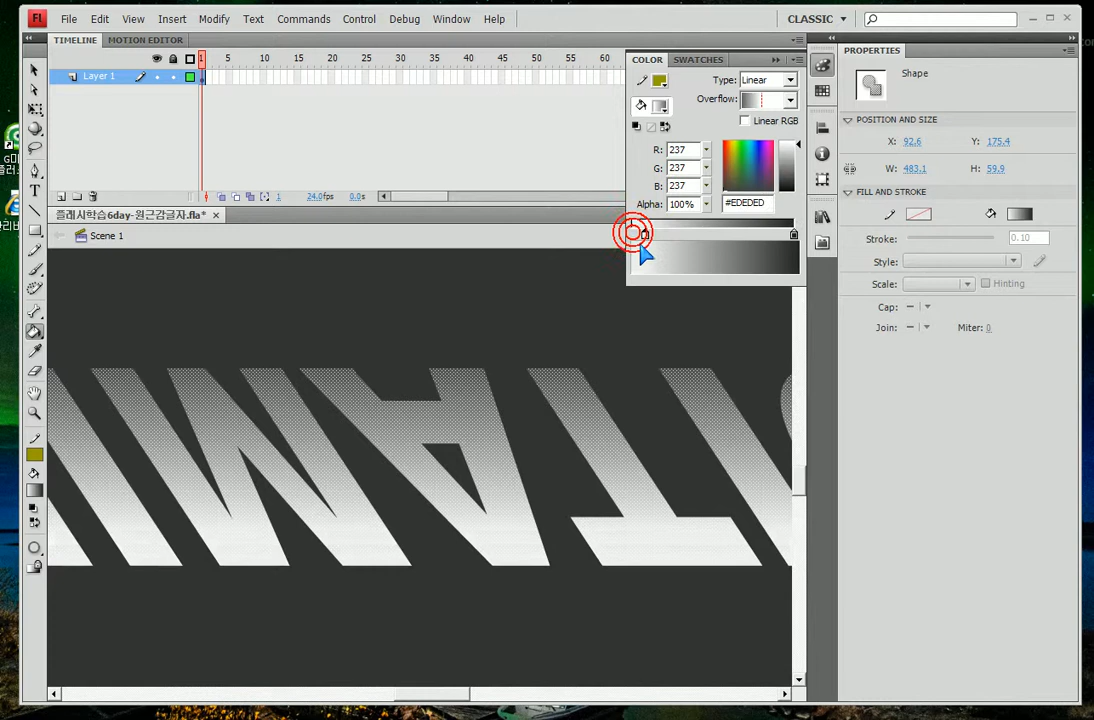 Fl File Edit View Insert Modify Text Commands Control Debug Window Help CLASSIC
TIMELINE MOTION EDITOR
1 5 10 15 20 25 30 35 40 45 50 55 60
Layer 1
1 24.0fps 0.0s
플래시학습6day-원근감글자.fla*
Scene 1
COLOR SWATCHES
Type: Linear
Overflow:
Linear RGB
R: 237
G: 237
B: 237
Alpha: 100% #EDEDED
PROPERTIES
Shape
POSITION AND SIZE
X: 92.6 Y: 175.4
W: 483.1 H: 59.9
FILL AND STROKE
Stroke: 0.10
Style:
Scale: Hinting
Cap:
Join: Miter: 0